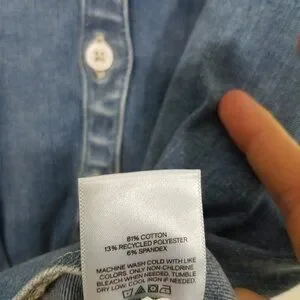 81% COTTON
13% RECYCLED POLYESTER
6% SPANDEX
MACHINE WASH COLD WITH LIKE
COLORS. ONLY NON-CHLORINE
BLEACH WHEN NEEDED. TUMBLE
DRY LOW. COOL IRON IF NEEDED.